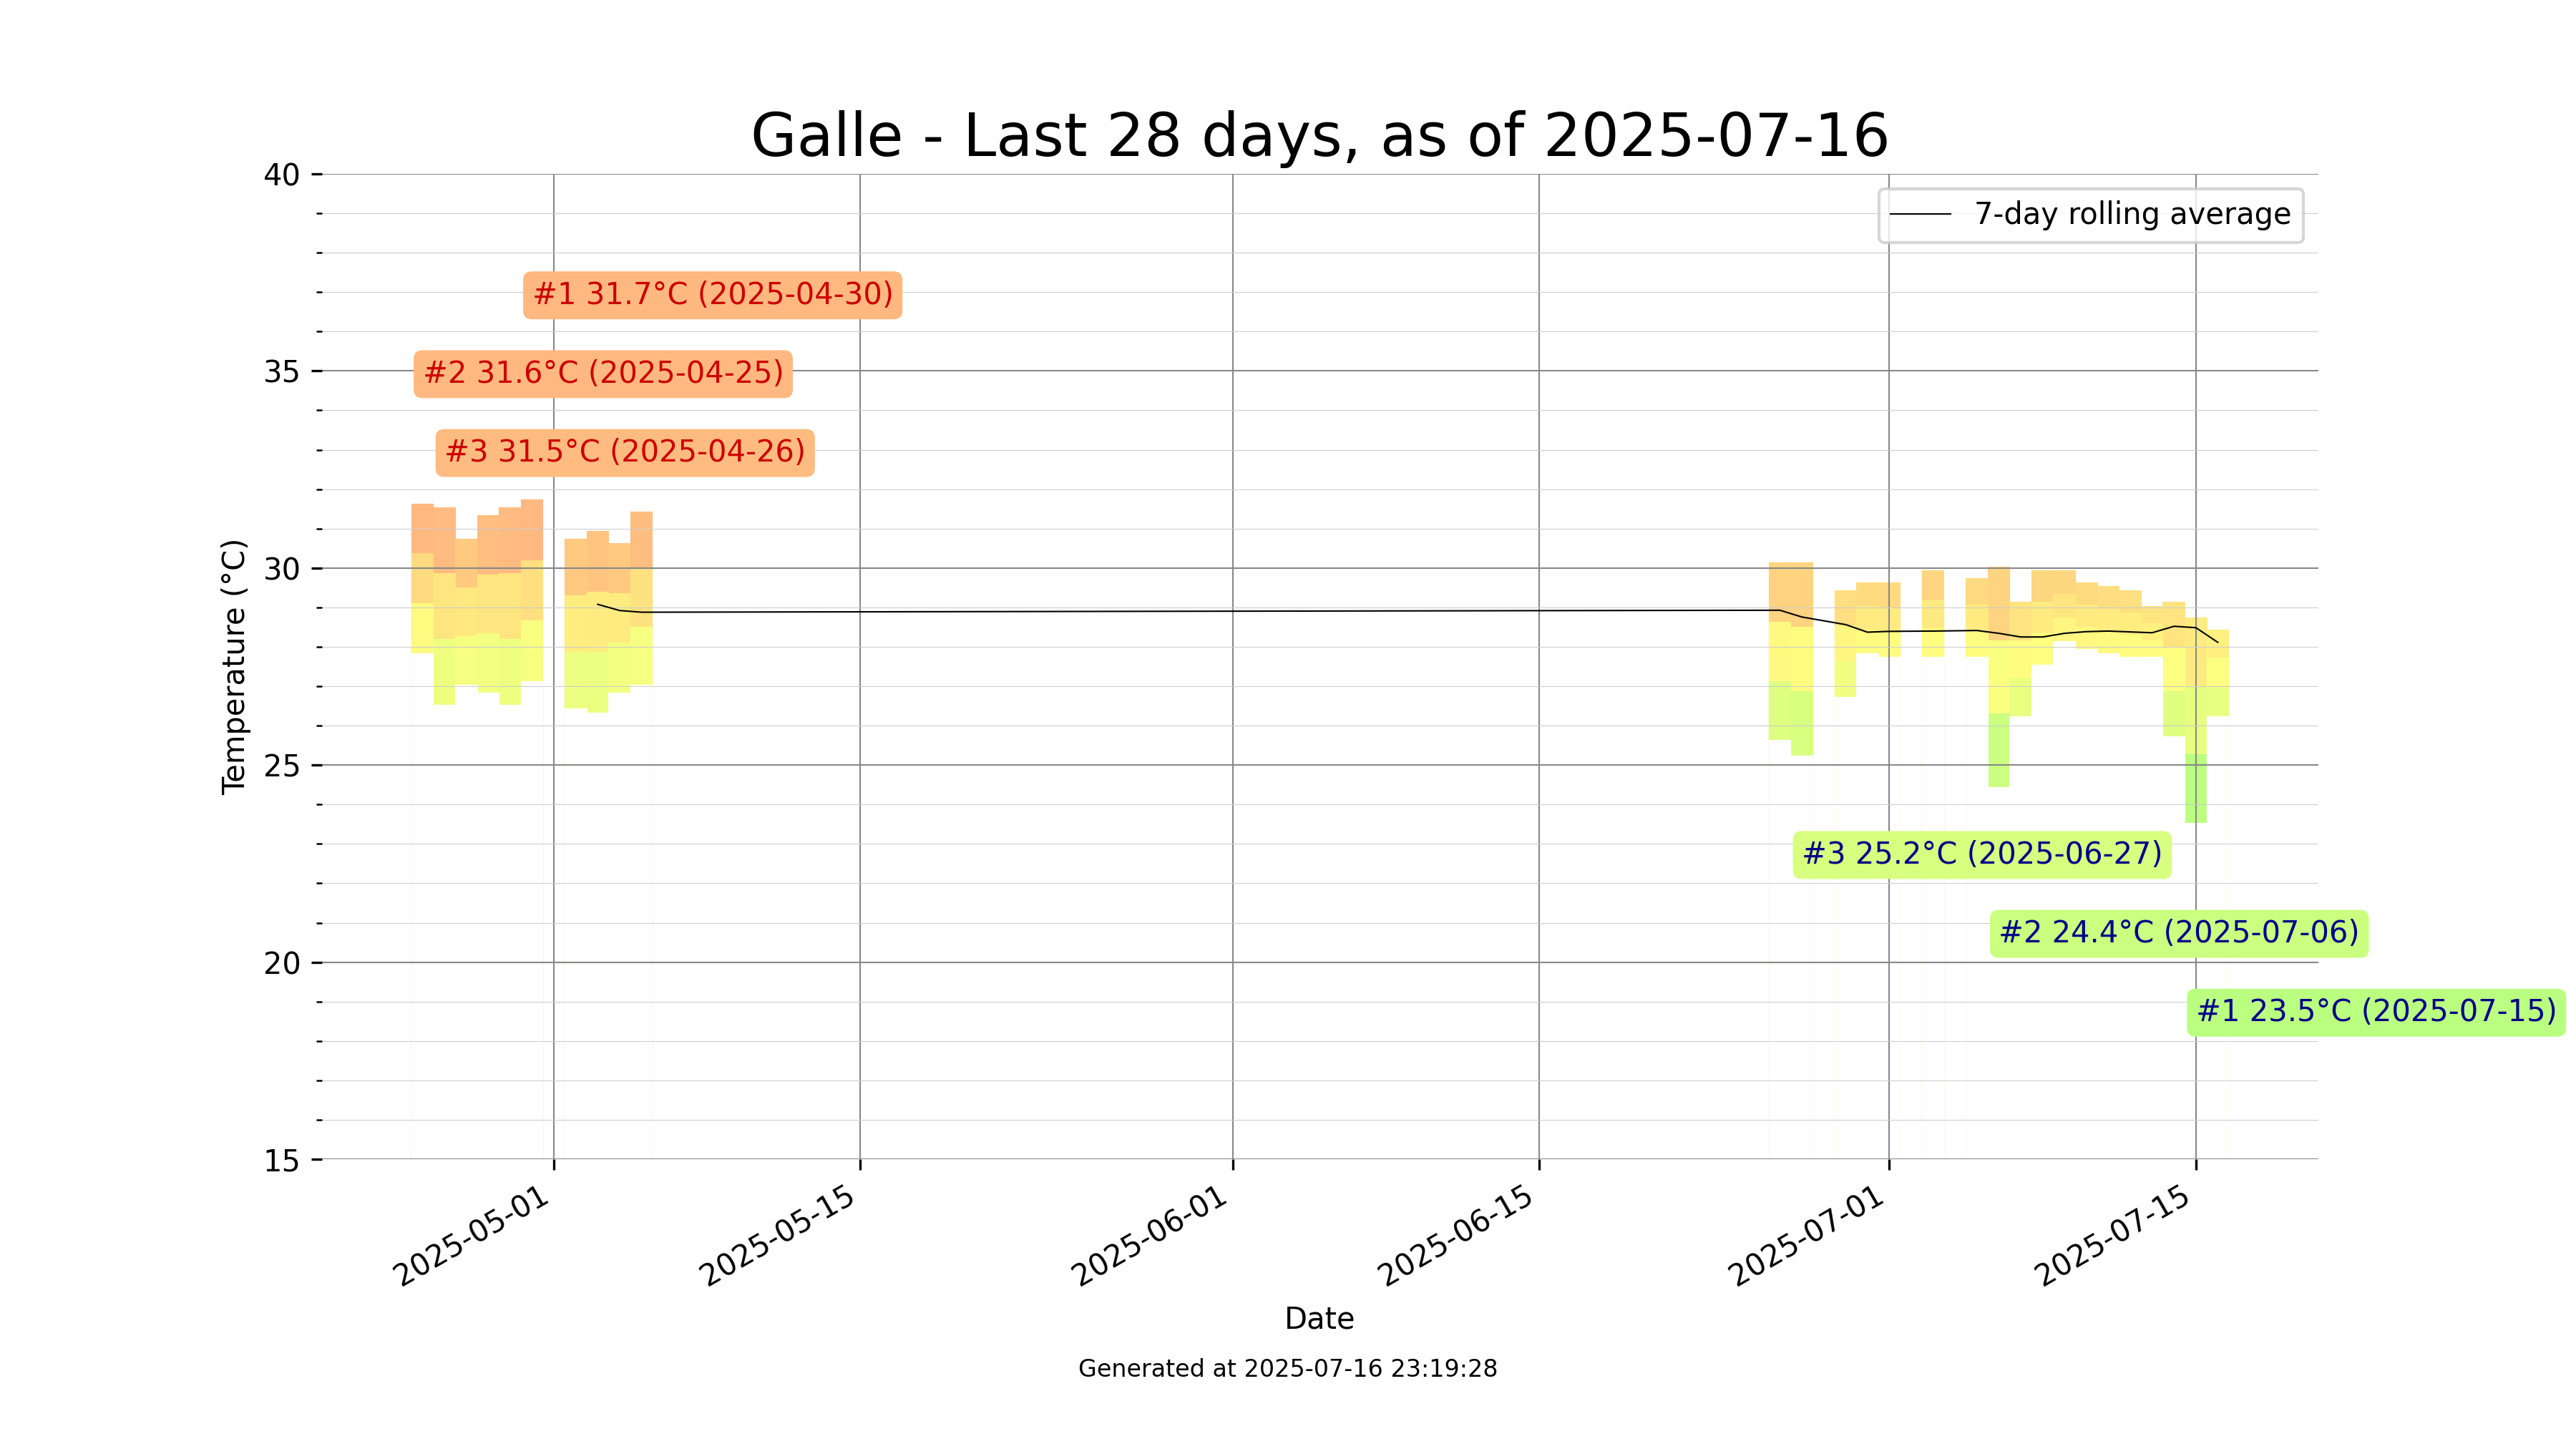 Galle - Last 28 days, as of 2025-07-16
40
35
30
25
20
15
Temperature (°C)
7-day rolling average
#1 31.7°C (2025-04-30)
#2 31.6°C (2025-04-25)
#3 31.5°C (2025-04-26)
#3 25.2°C (2025-06-27)
#2 24.4°C (2025-07-06)
#1 23.5°C (2025-07-15)
2025-05-01
2025-05-15
2025-06-01
2025-06-15
2025-07-01
2025-07-15
Date
Generated at 2025-07-16 23:19:28